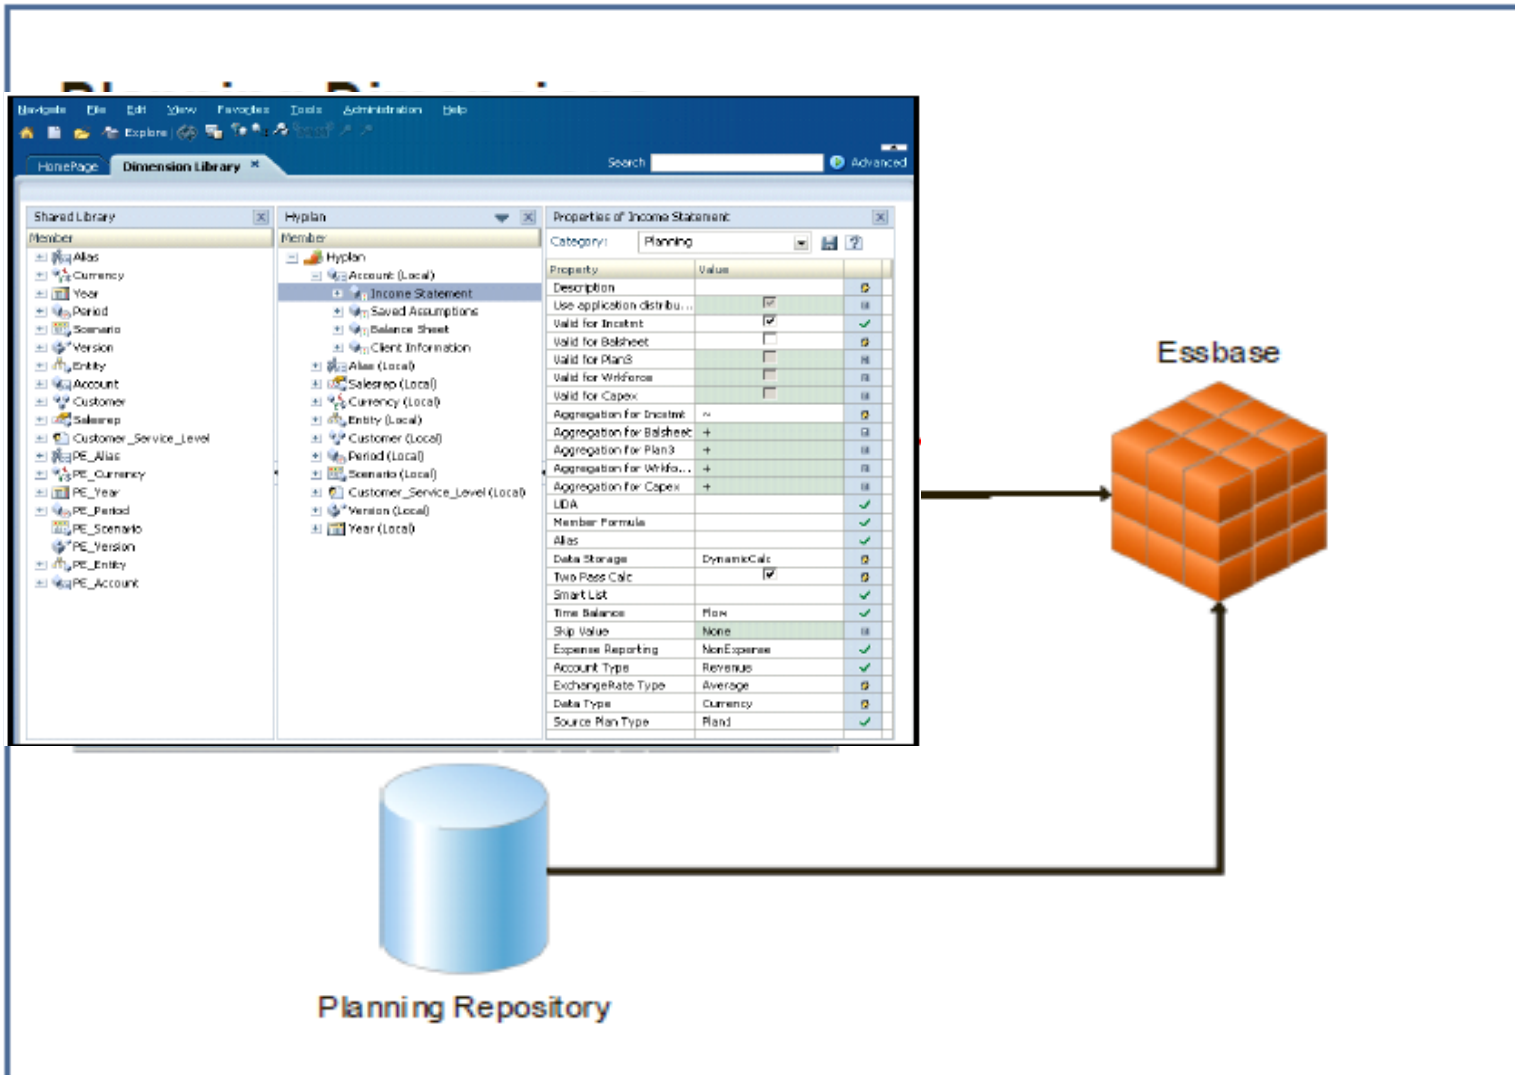 Navigate File Edit View Favorites Tools Administration Help
Explore
HomePage Dimension Library Search Advanced
Shared Library
Member
Alias
Currency
Year
Period
Scenario
Version
Entity
Account
Customer
Salesrep
Customer_Service_Level
PE_Alias
PE_Currency
PE_Year
PE_Period
PE_Scenario
PE_Version
PE_Entity
PE_Account
Hyplan
Member
Hyplan
Account (Local)
Income Statement
Saved Assumptions
Balance Sheet
Client Information
Alias (Local)
Salesrep (Local)
Currency (Local)
Entity (Local)
Customer (Local)
Period (Local)
Scenario (Local)
Customer_Service_Level (Local)
Version (Local)
Year (Local)
Properties of Income Statement
Category: Planning
Property Value
Description
Use application distribu...
Valid for Incstmt
Valid for Balsheet
Valid for Plan3
Valid for Wrkforce
Valid for Capex
Aggregation for Incstmt ~
Aggregation for Balsheet +
Aggregation for Plan3 +
Aggregation for Wrkfo... +
Aggregation for Capex +
UDA
Member Formula
Alias
Data Storage DynamicCalc
Two Pass Calc
Smart List
Time Balance Flow
Skip Value None
Expense Reporting NonExpense
Account Type Revenue
ExchangeRate Type Average
Data Type Currency
Source Plan Type Plan1
Essbase
Planning Repository